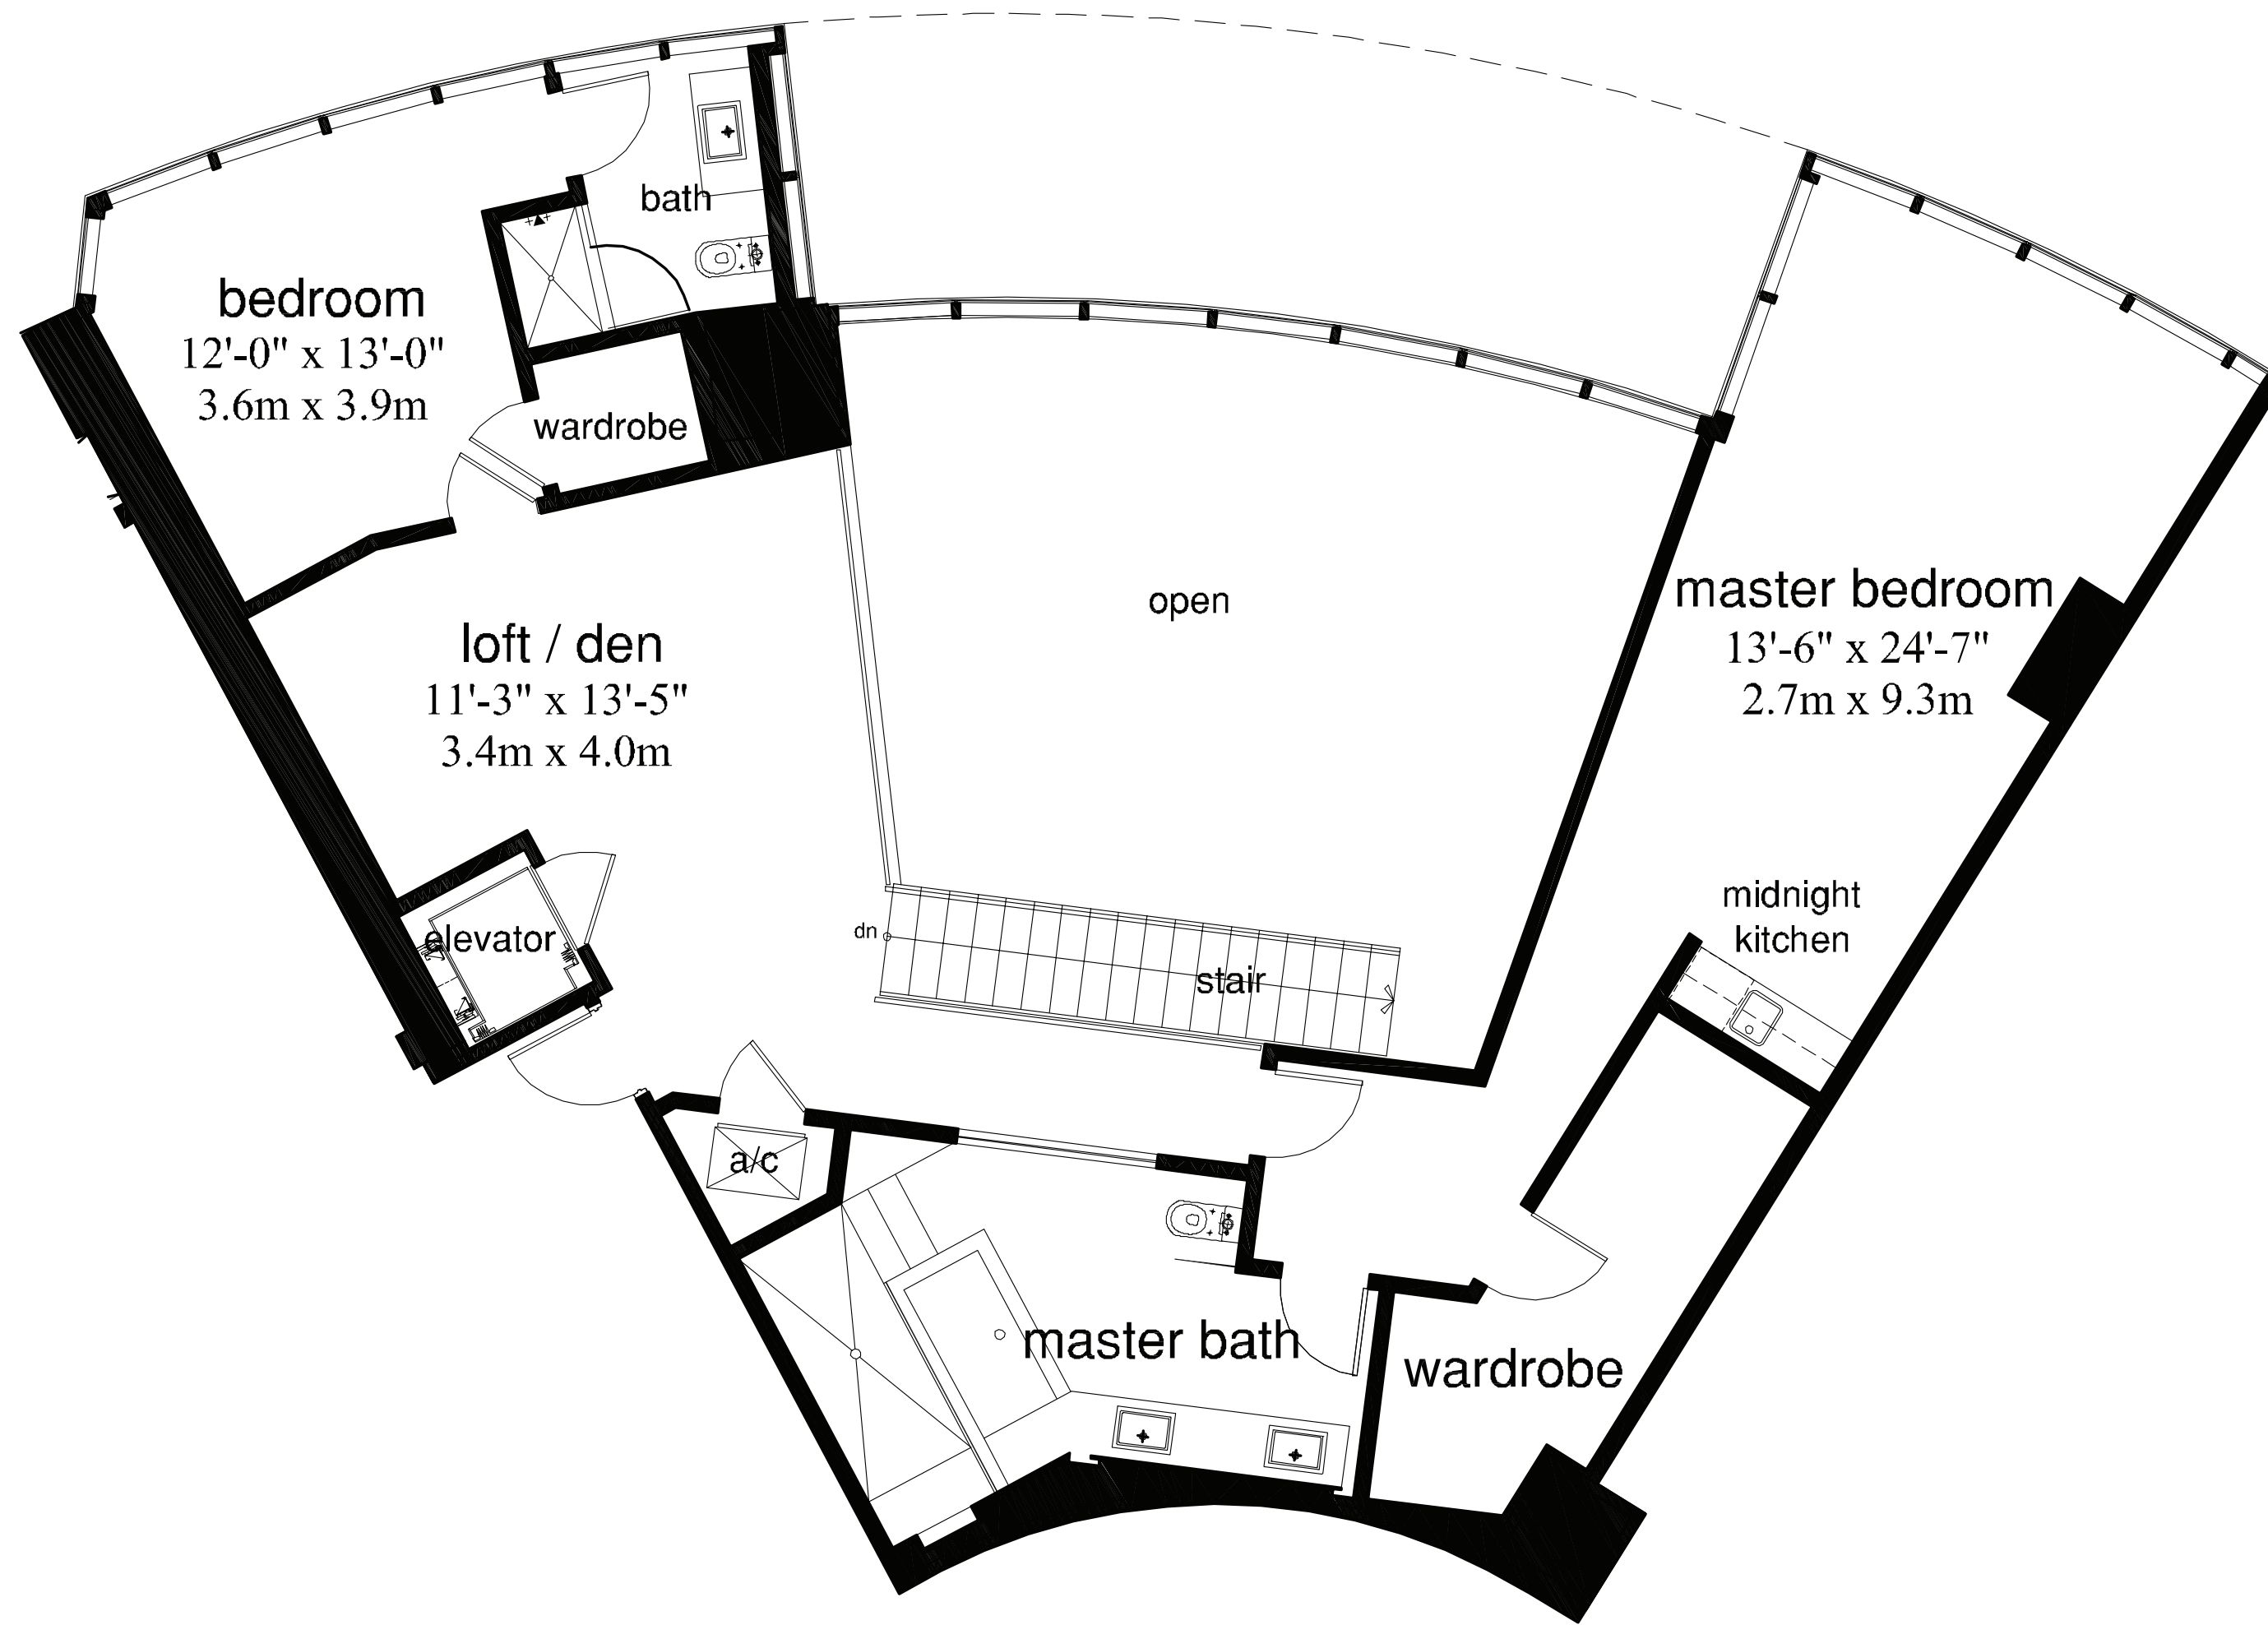 bath
bedroom
12'-0" x 13'-0"
3.6m x 3.9m
wardrobe
open
master bedroom
13'-6" x 24'-7"
2.7m x 9.3m
loft / den
11'-3" x 13'-5"
3.4m x 4.0m
midnight
kitchen
elevator
dn
stair
a/c
master bath
wardrobe